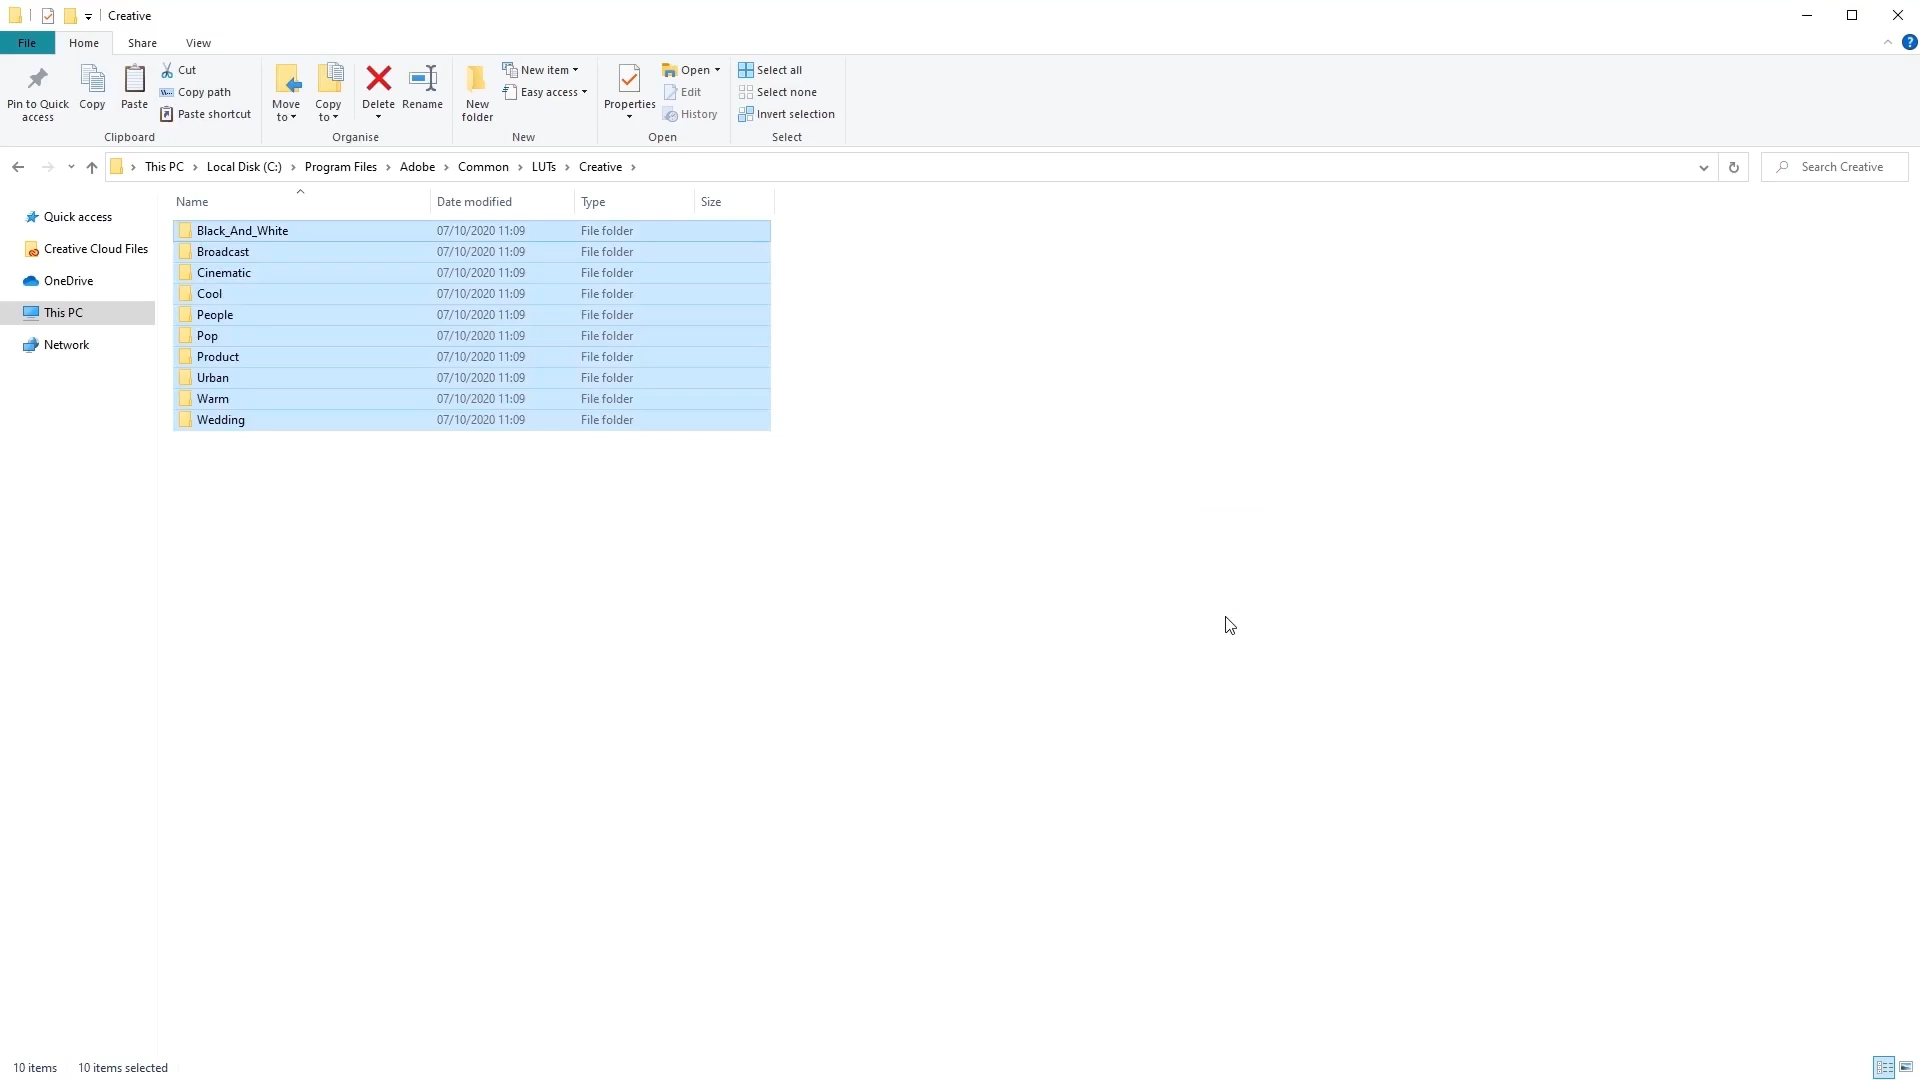 Creative
File Home Share View
Pin to Quick access
Copy
Paste
Cut
Copy path
Paste shortcut
Clipboard
Move to
Copy to
Delete
Rename
Organise
New folder
New item
Easy access
New
Properties
Open
Edit
History
Open
Select all
Select none
Invert selection
Select
This PC Local Disk (C:) Program Files Adobe Common LUTs Creative
Search Creative
Quick access
Creative Cloud Files
OneDrive
This PC
Network
Name Date modified Type Size
Black_And_White 07/10/2020 11:09 File folder
Broadcast 07/10/2020 11:09 File folder
Cinematic 07/10/2020 11:09 File folder
Cool 07/10/2020 11:09 File folder
People 07/10/2020 11:09 File folder
Pop 07/10/2020 11:09 File folder
Product 07/10/2020 11:09 File folder
Urban 07/10/2020 11:09 File folder
Warm 07/10/2020 11:09 File folder
Wedding 07/10/2020 11:09 File folder
10 items 10 items selected